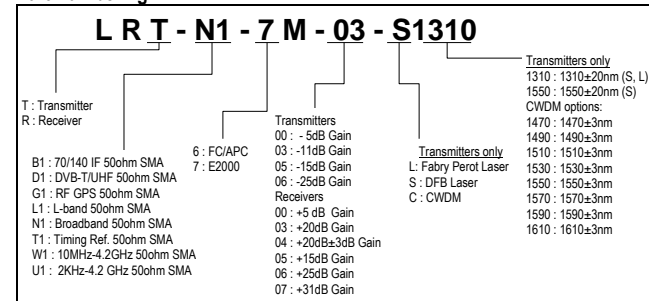 L R T - N1 - 7 M - 03 - S1310
T : Transmitter
R : Receiver
B1 : 70/140 IF 50ohm SMA
D1 : DVB-T/UHF 50ohm SMA
G1 : RF GPS 50ohm SMA
L1 : L-band 50ohm SMA
N1 : Broadband 50ohm SMA
T1 : Timing Ref. 50ohm SMA
W1 : 10MHz-4.2GHz 50ohm SMA
U1 : 2KHz-4.2 GHz 50ohm SMA
6 : FC/APC
7 : E2000
Transmitters
00 : - 5dB Gain
03 : -11dB Gain
05 : -15dB Gain
06 : -25dB Gain
Receivers
00 : +5 dB Gain
03 : +20dB Gain
04 : +20dB±3dB Gain
05 : +15dB Gain
06 : +25dB Gain
07 : +31dB Gain
Transmitters only
L: Fabry Perot Laser
S : DFB Laser
C : CWDM
Transmitters only
1310 : 1310±20nm (S, L)
1550 : 1550±20nm (S)
CWDM options:
1470 : 1470±3nm
1490 : 1490±3nm
1510 : 1510±3nm
1530 : 1530±3nm
1550 : 1550±3nm
1570 : 1570±3nm
1590 : 1590±3nm
1610 : 1610±3nm